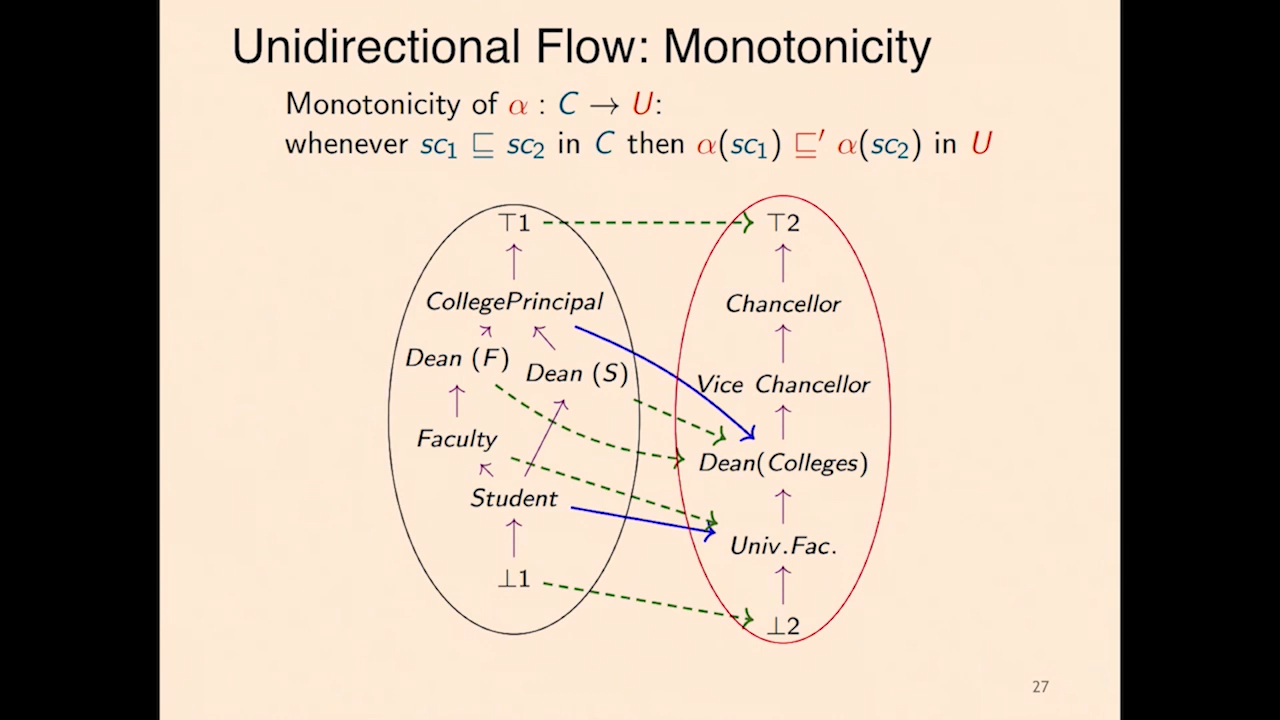 Unidirectional Flow: Monotonicity
Monotonicity of α : C → U:
whenever sc₁ ⊑ sc₂ in C then α(sc₁) ⊑′ α(sc₂) in U
⊤1
⊤2
CollegePrincipal
Chancellor
Dean (F)
Dean (S)
Vice Chancellor
Faculty
Dean(Colleges)
Student
Univ.Fac.
⊥1
⊥2
27